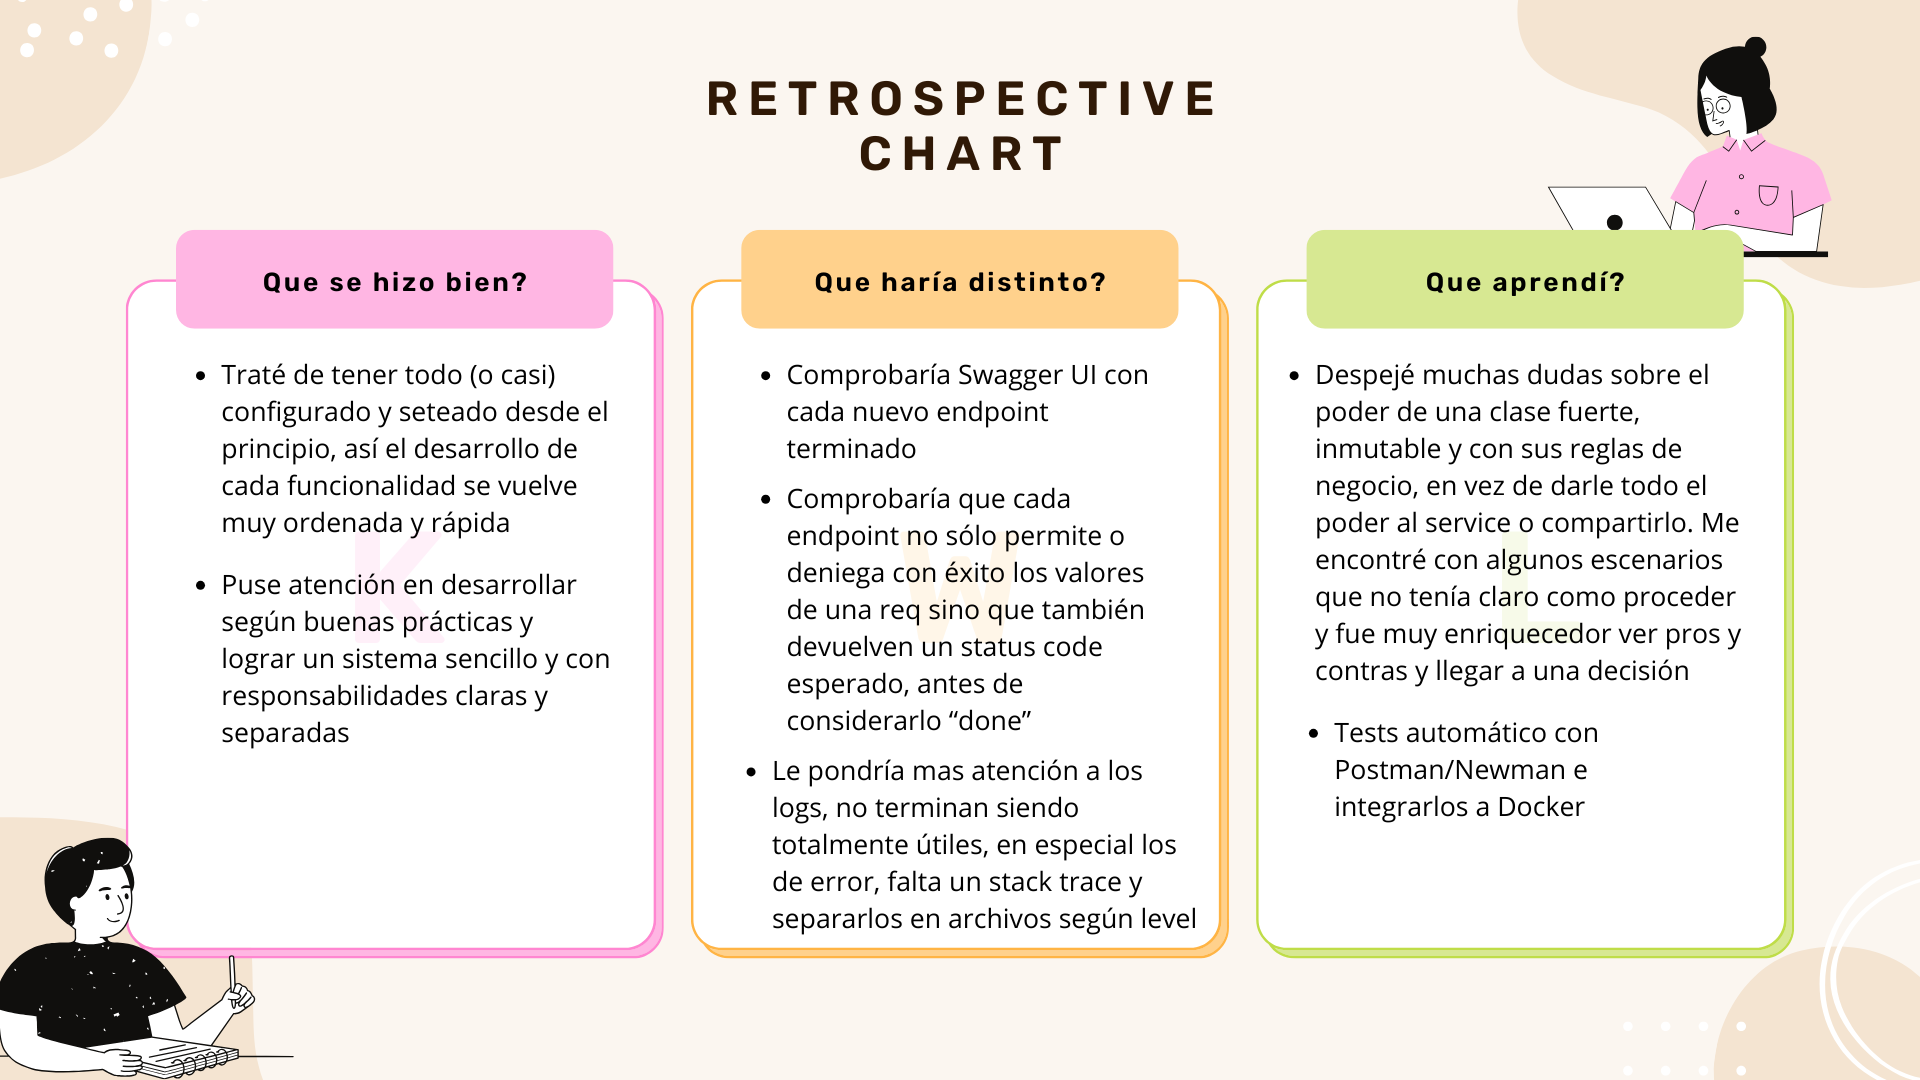 RETROSPECTIVE
CHART
Que se hizo bien?
• Traté de tener todo (o casi)
configurado y seteado desde el
principio, así el desarrollo de
cada funcionalidad se vuelve
muy ordenada y rápida
• Puse atención en desarrollar
según buenas prácticas y
lograr un sistema sencillo y con
responsabilidades claras y
separadas
K
Que haría distinto?
• Comprobaría Swagger UI con
cada nuevo endpoint
terminado
• Comprobaría que cada
endpoint no sólo permite o
deniega con éxito los valores
de una req sino que también
devuelven un status code
esperado, antes de
considerarlo “done”
• Le pondría mas atención a los
logs, no terminan siendo
totalmente útiles, en especial los
de error, falta un stack trace y
separarlos en archivos según level
W
Que aprendí?
• Despejé muchas dudas sobre el
poder de una clase fuerte,
inmutable y con sus reglas de
negocio, en vez de darle todo el
poder al service o compartirlo. Me
encontré con algunos escenarios
que no tenía claro como proceder
y fue muy enriquecedor ver pros y
contras y llegar a una decisión
• Tests automático con
Postman/Newman e
integrarlos a Docker
L